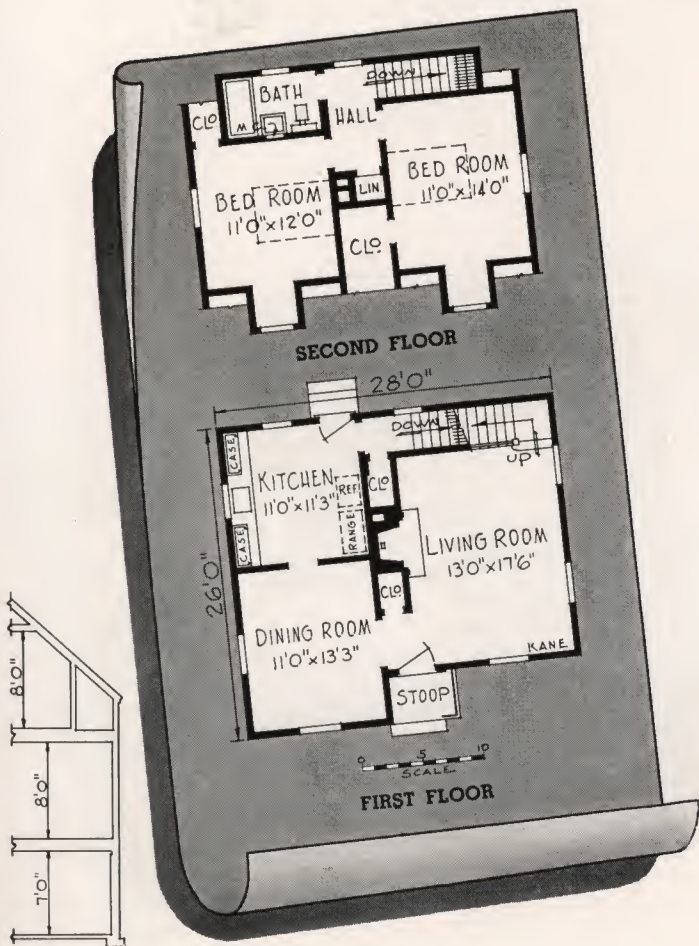 DOWN
BATH
CLO
W C
HALL
BED ROOM
11'0"x12'0"
LIN
BED ROOM
11'0"x14'0"
CLO
SECOND FLOOR
28'0"
DOWN
UP
CASE
KITCHEN
11'0"x11'3"
REF
RANGE
CASE
CLO
LIVING ROOM
13'0"x17'6"
26'0"
CLO
DINING ROOM
11'0"x13'3"
KANE
STOOP
0 5 10
SCALE
FIRST FLOOR
8'0"
8'0"
7'0"